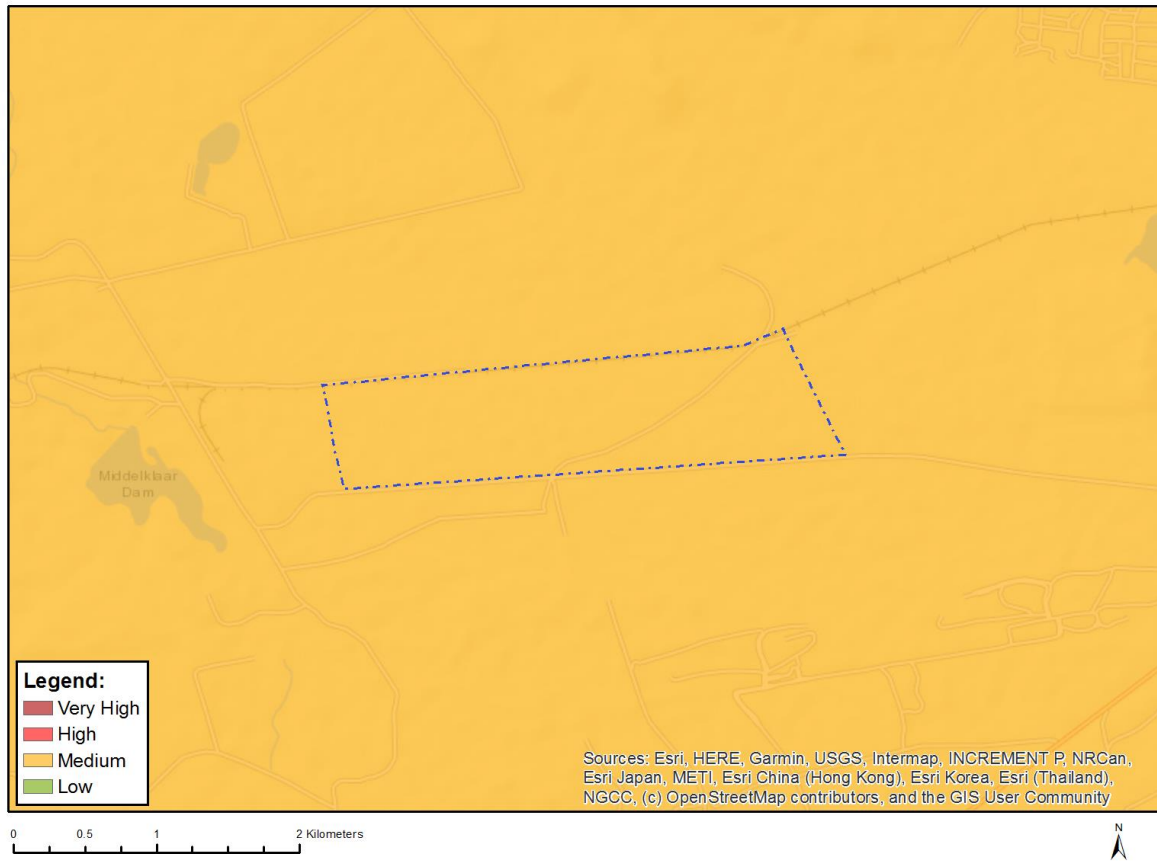 Middelklaar
Dam
Legend:
Very High
High
Medium
Low
Sources: Esri, HERE, Garmin, USGS, Intermap, INCREMENT P, NRCan,
Esri Japan, METI, Esri China (Hong Kong), Esri Korea, Esri (Thailand),
NGCC, (c) OpenStreetMap contributors, and the GIS User Community
0 0.5 1 2 Kilometers
N